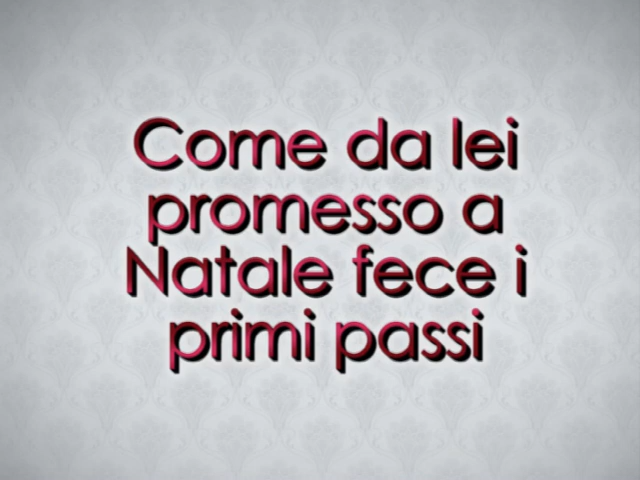 Come da lei
promesso a
Natale fece i
primi passi